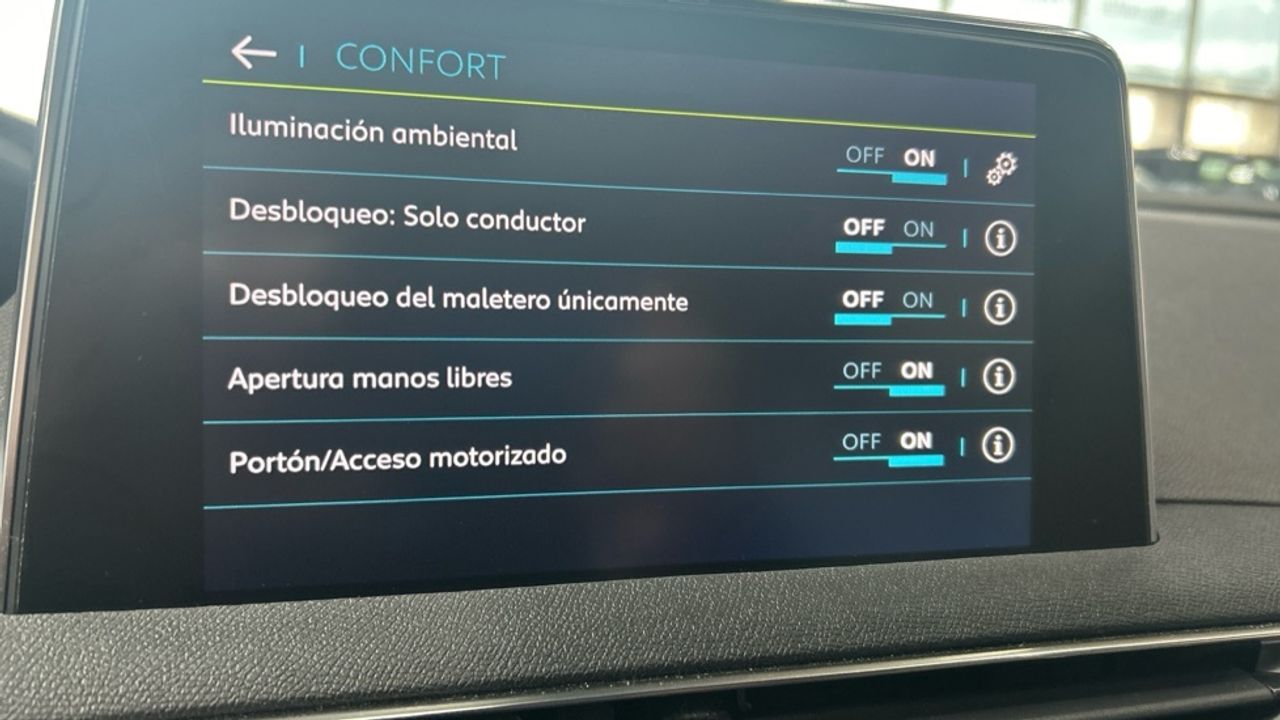 CONFORT
Iluminación ambiental OFF ON
Desbloqueo: Solo conductor OFF ON
Desbloqueo del maletero únicamente OFF ON
Apertura manos libres OFF ON
Portón/Acceso motorizado OFF ON